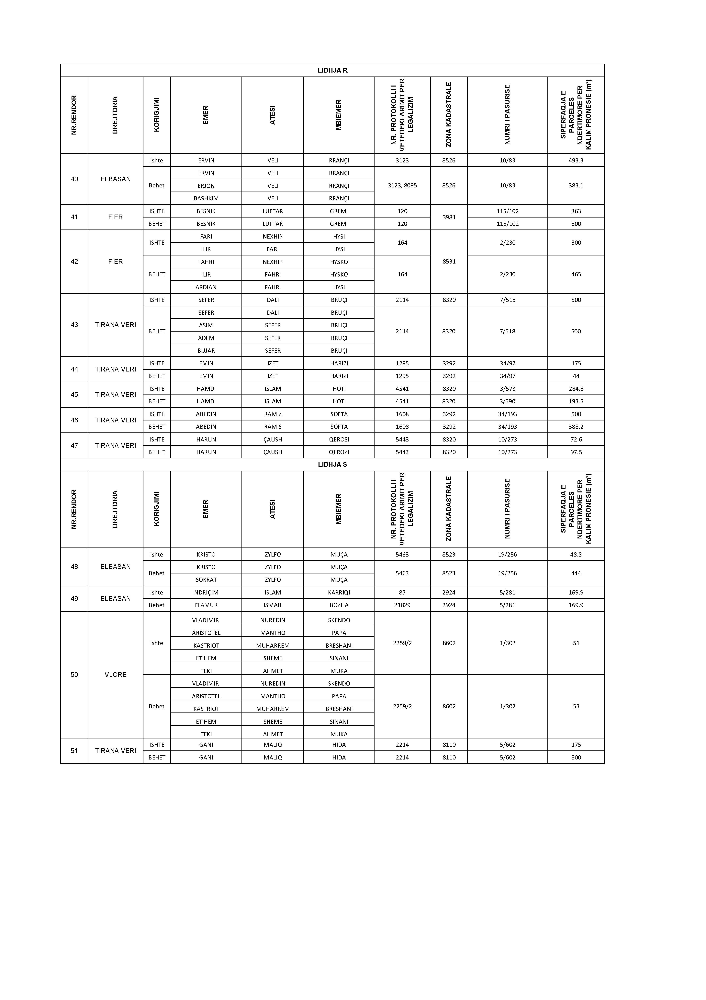 LIDHJA R
NR.RENDOR DREJTORIA KORIGJIMI EMER ATESI MBIEMER NR. PROTOKOLLI I VETEDEKLARIMIT PER LEGALIZIM ZONA KADASTRALE NUMRI I PASURISE SIPERFAQJA E PARCELES NDERTIMORE PER KALIM PRONESIE (m²)
40 ELBASAN Ishte ERVIN VELI RRANÇI 3123 8526 10/83 493.3
Behet ERVIN VELI RRANÇI 3123, 8095 8526 10/83 383.1
ERJON VELI RRANÇI
BASHKIM VELI RRANÇI
41 FIER ISHTE BESNIK LUFTAR GREMI 120 3981 115/102 363
BEHET BESNIK LUFTAR GREMI 120 115/102 500
42 FIER ISHTE FARI NEXHIP HYSI 164 8531 2/230 300
ILIR FARI HYSI
BEHET FAHRI NEXHIP HYSKO 164 2/230 465
ILIR FAHRI HYSKO
ARDIAN FAHRI HYSI
43 TIRANA VERI ISHTE SEFER DALI BRUÇI 2114 8320 7/518 500
BEHET SEFER DALI BRUÇI 2114 8320 7/518 500
ASIM SEFER BRUÇI
ADEM SEFER BRUÇI
BUJAR SEFER BRUÇI
44 TIRANA VERI ISHTE EMIN IZET HARIZI 1295 3292 34/97 175
BEHET EMIN IZET HARIZI 1295 3292 34/97 44
45 TIRANA VERI ISHTE HAMDI ISLAM HOTI 4541 8320 3/573 284.3
BEHET HAMDI ISLAM HOTI 4541 8320 3/590 193.5
46 TIRANA VERI ISHTE ABEDIN RAMIZ SOFTA 1608 3292 34/193 500
BEHET ABEDIN RAMIS SOFTA 1608 3292 34/193 388.2
47 TIRANA VERI ISHTE HARUN ÇAUSH QEROSI 5443 8320 10/273 72.6
BEHET HARUN ÇAUSH QEROZI 5443 8320 10/273 97.5
LIDHJA S
NR.RENDOR DREJTORIA KORIGJIMI EMER ATESI MBIEMER NR. PROTOKOLLI I VETEDEKLARIMIT PER LEGALIZIM ZONA KADASTRALE NUMRI I PASURISE SIPERFAQJA E PARCELES NDERTIMORE PER KALIM PRONESIE (m²)
48 ELBASAN Ishte KRISTO ZYLFO MUÇA 5463 8523 19/256 48.8
Behet KRISTO ZYLFO MUÇA 5463 8523 19/256 444
SOKRAT ZYLFO MUÇA
49 ELBASAN Ishte NDRIÇIM ISLAM KARRIQI 87 2924 5/281 169.9
Behet FLAMUR ISMAIL BOZHA 21829 2924 5/281 169.9
50 VLORE Ishte VLADIMIR NUREDIN SKENDO 2259/2 8602 1/302 51
ARISTOTEL MANTHO PAPA
KASTRIOT MUHARREM BRESHANI
ET'HEM SHEME SINANI
TEKI AHMET MUKA
Behet VLADIMIR NUREDIN SKENDO 2259/2 8602 1/302 53
ARISTOTEL MANTHO PAPA
KASTRIOT MUHARREM BRESHANI
ET'HEM SHEME SINANI
TEKI AHMET MUKA
51 TIRANA VERI ISHTE GANI MALIQ HIDA 2214 8110 5/602 175
BEHET GANI MALIQ HIDA 2214 8110 5/602 500